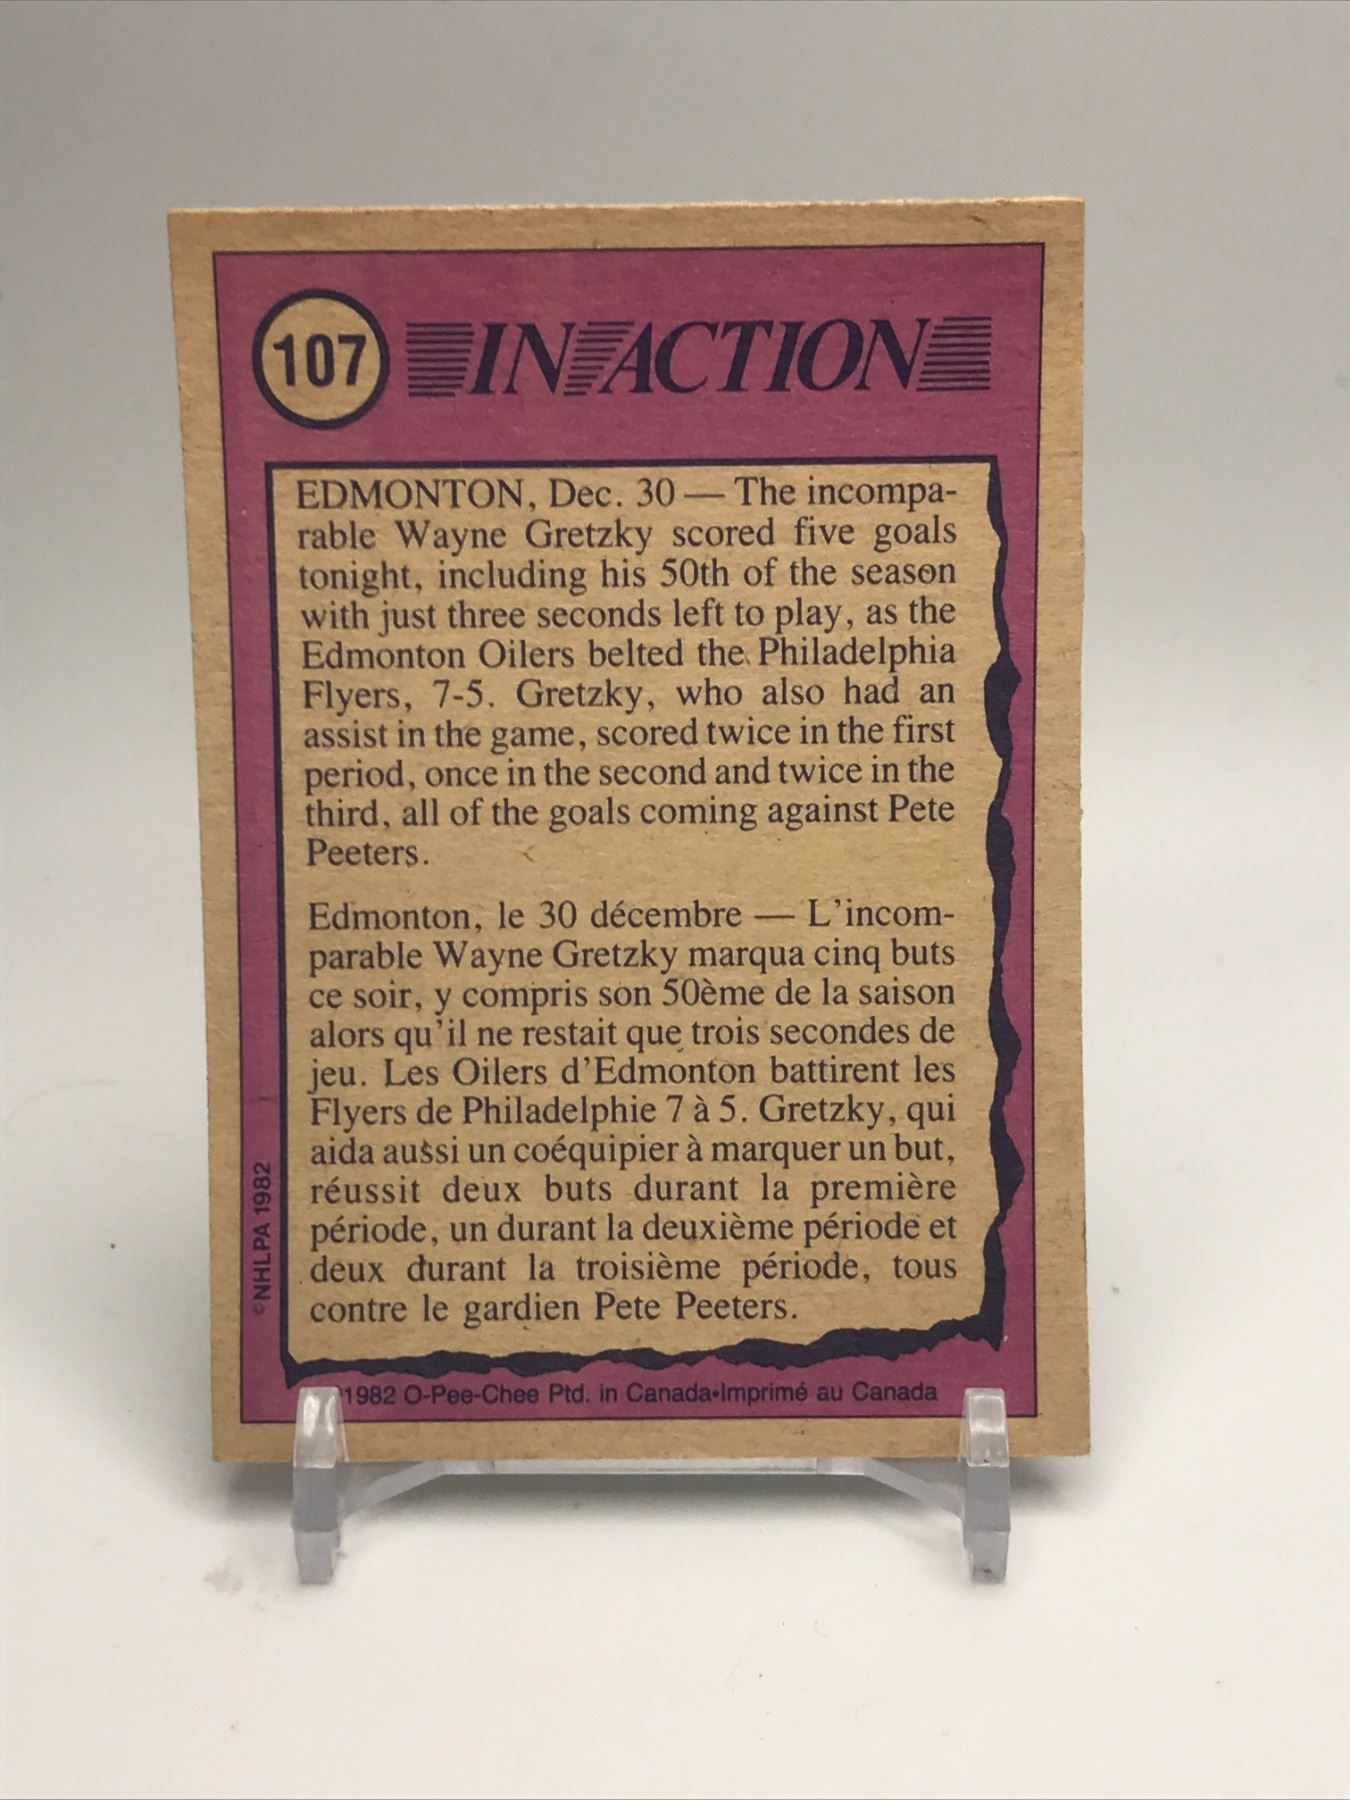 107
IN ACTION
EDMONTON, Dec. 30 — The incompa-
rable Wayne Gretzky scored five goals
tonight, including his 50th of the season
with just three seconds left to play, as the
Edmonton Oilers belted the Philadelphia
Flyers, 7-5. Gretzky, who also had an
assist in the game, scored twice in the first
period, once in the second and twice in the
third, all of the goals coming against Pete
Peeters.
Edmonton, le 30 décembre — L'incom-
parable Wayne Gretzky marqua cinq buts
ce soir, y compris son 50ème de la saison
alors qu'il ne restait que trois secondes de
jeu. Les Oilers d'Edmonton battirent les
Flyers de Philadelphie 7 à 5. Gretzky, qui
aida aussi un coéquipier à marquer un but,
réussit deux buts durant la première
période, un durant la deuxième période et
deux durant la troisième période, tous
contre le gardien Pete Peeters.
©NHLPA 1982
1982 O-Pee-Chee Ptd. in Canada•Imprimé au Canada